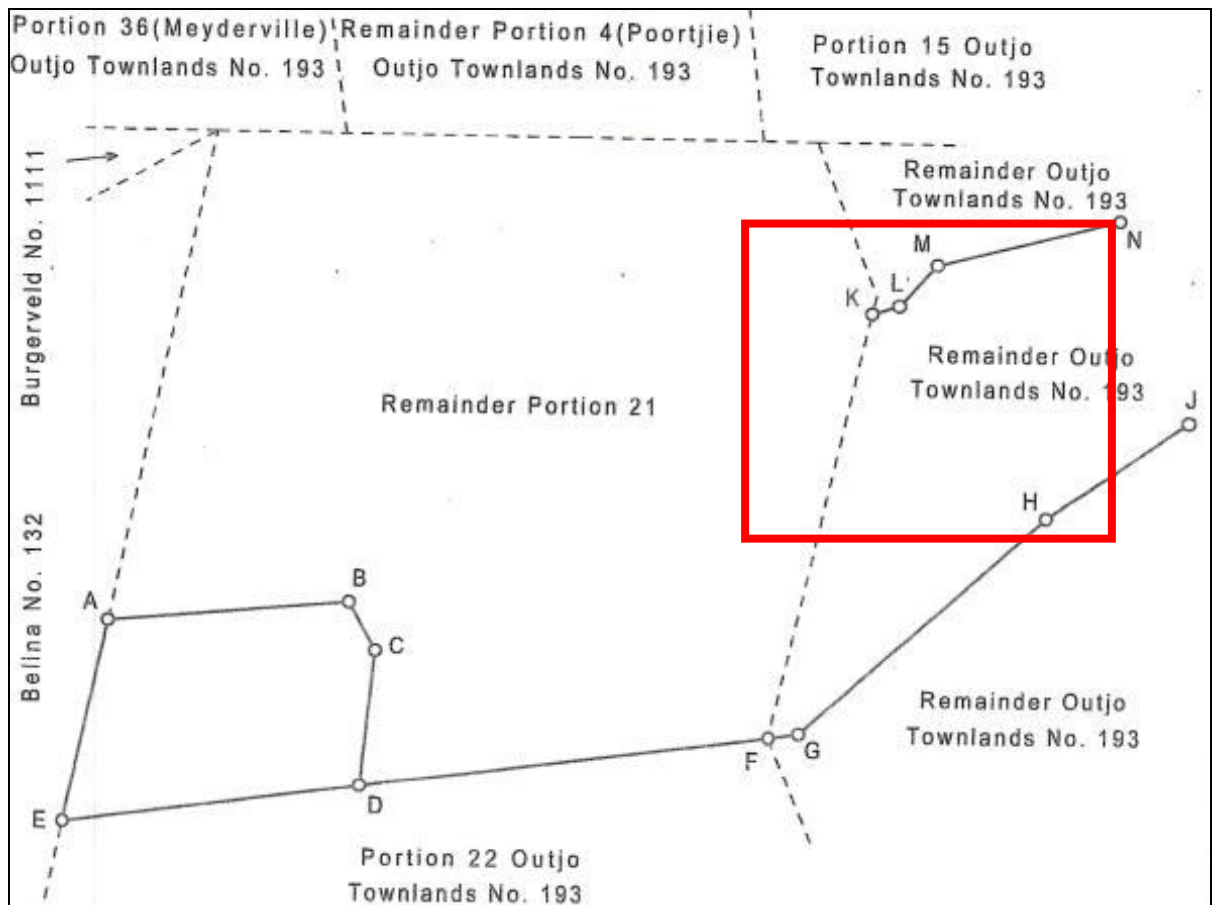 Portion 36(Meyderville)
Outjo Townlands No. 193
Remainder Portion 4(Poortjie)
Outjo Townlands No. 193
Portion 15 Outjo
Townlands No. 193
Burgerveld No. 1111
Remainder Outjo
Townlands No. 193
N
M
L
K
Remainder Outjo
Townlands No. 193
Remainder Portion 21
J
H
Belina No. 132
A
B
C
Remainder Outjo
Townlands No. 193
F
G
E
D
Portion 22 Outjo
Townlands No. 193